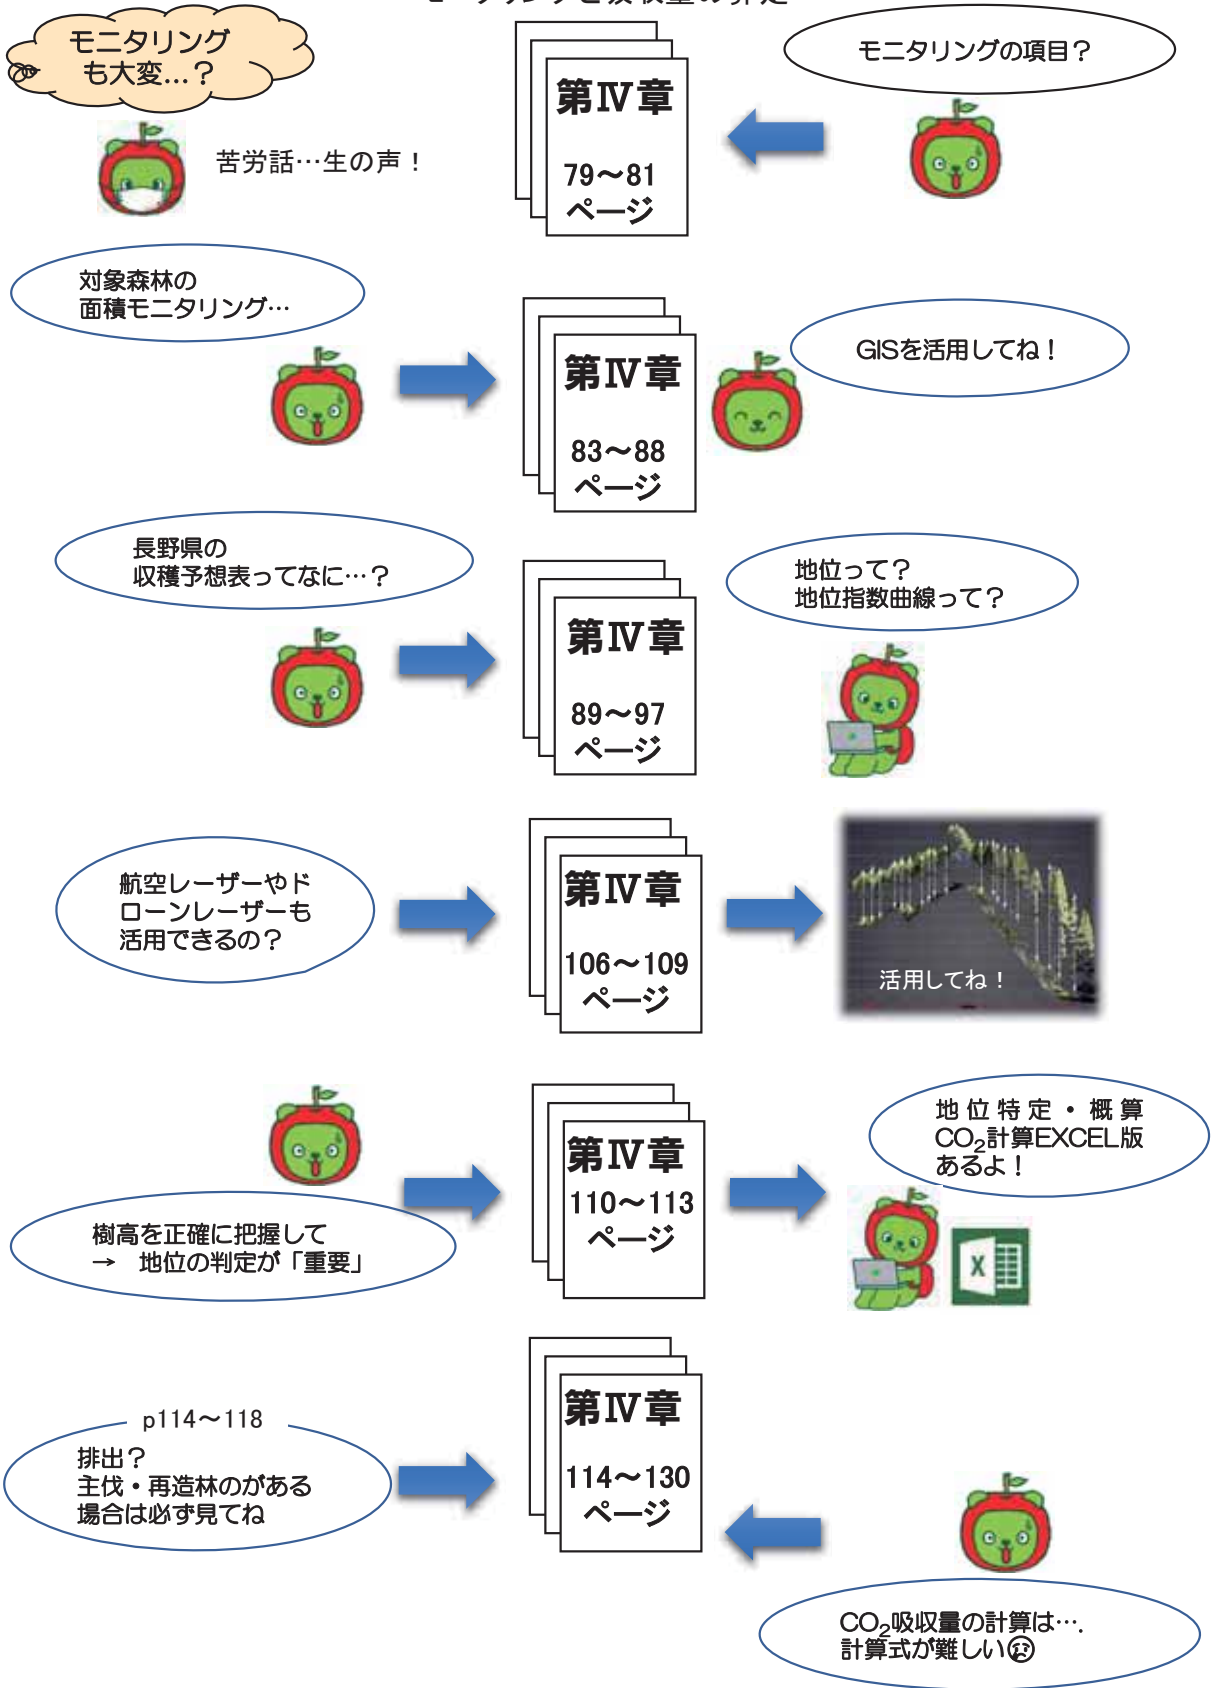 モニタリング
も大変…？
苦労話…生の声！
第Ⅳ章
79～81
ページ
モニタリングの項目？
対象森林の
面積モニタリング…
第Ⅳ章
83～88
ページ
GISを活用してね！
長野県の
収穫予想表ってなに…？
第Ⅳ章
89～97
ページ
地位って？
地位指数曲線って？
航空レーザーやド
ローンレーザーも
活用できるの？
第Ⅳ章
106～109
ページ
活用してね！
樹高を正確に把握して
→　地位の判定が「重要」
第Ⅳ章
110～113
ページ
地位特定・概算
CO₂計算EXCEL版
あるよ！
X
p114～118
排出？
主伐・再造林のがある
場合は必ず見てね
第Ⅳ章
114～130
ページ
CO₂吸収量の計算は….
計算式が難しい😢